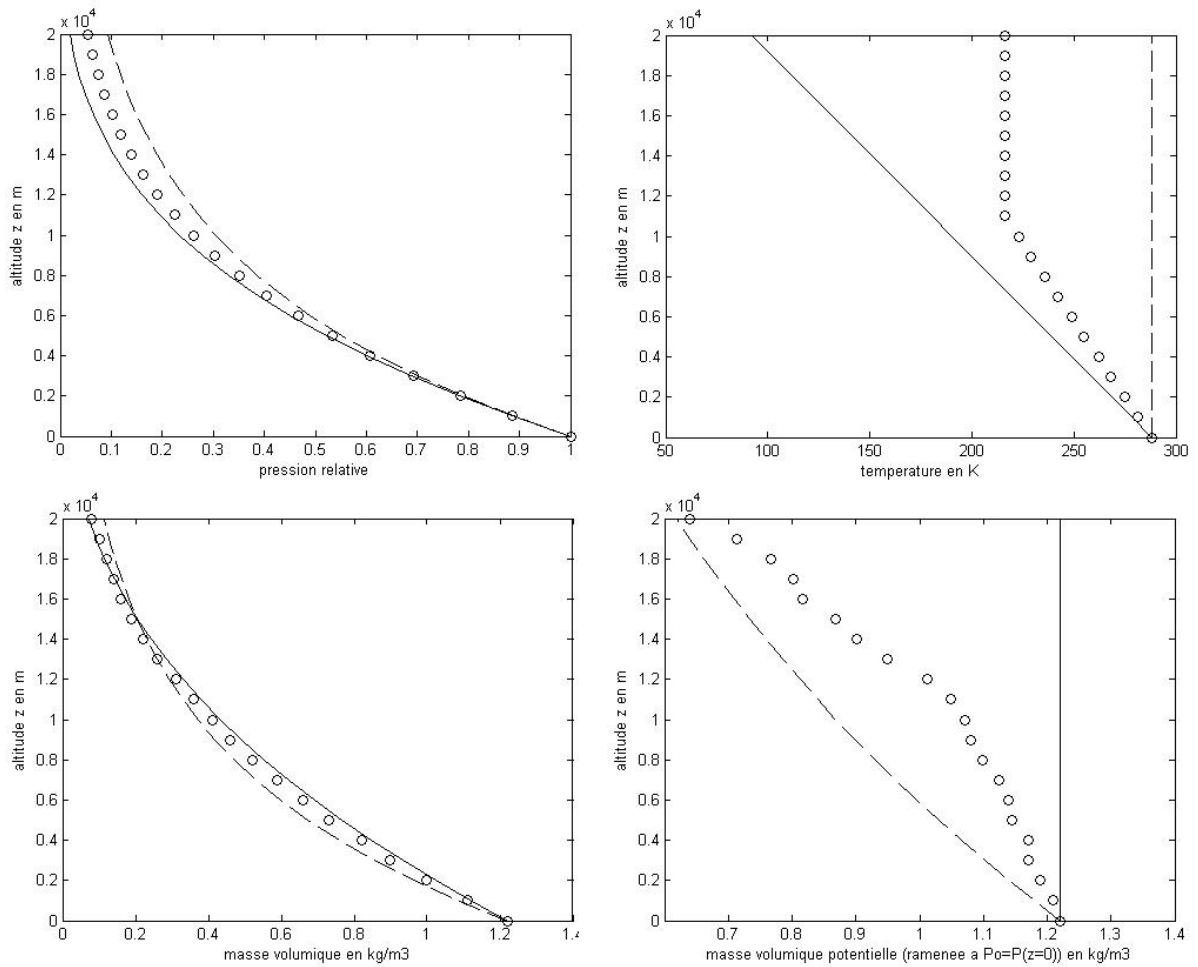 x 10^4
2
1.8
1.6
1.4
1.2
1
0.8
0.6
0.4
0.2
0
altitude z en m
0 0.1 0.2 0.3 0.4 0.5 0.6 0.7 0.8 0.9 1
pression relative
x 10^4
2
1.8
1.6
1.4
1.2
1
0.8
0.6
0.4
0.2
0
altitude z en m
50 100 150 200 250 300
temperature en K
x 10^4
2
1.8
1.6
1.4
1.2
1
0.8
0.6
0.4
0.2
0
altitude z en m
0 0.2 0.4 0.6 0.8 1 1.2 1.4
masse volumique en kg/m3
x 10^4
2
1.8
1.6
1.4
1.2
1
0.8
0.6
0.4
0.2
0
altitude z en m
0.7 0.8 0.9 1 1.1 1.2 1.3 1.4
masse volumique potentielle (ramenee a Po=P(z=0)) en kg/m3